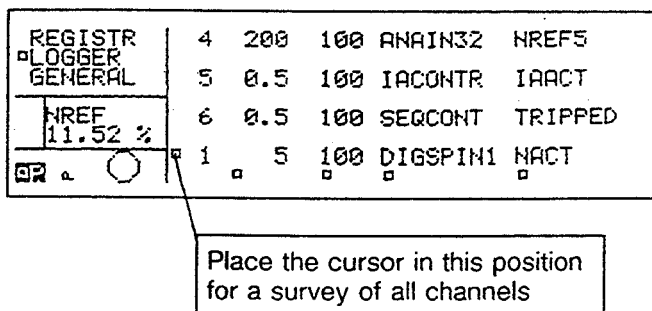 REGISTR
LOGGER
GENERAL
NREF
11.52 %
4 200 100 ANAIN32 NREF5
5 0.5 100 IACONTR IAACT
6 0.5 100 SEQCONT TRIPPED
1 5 100 DIGSPIN1 NACT
Place the cursor in this position
for a survey of all channels